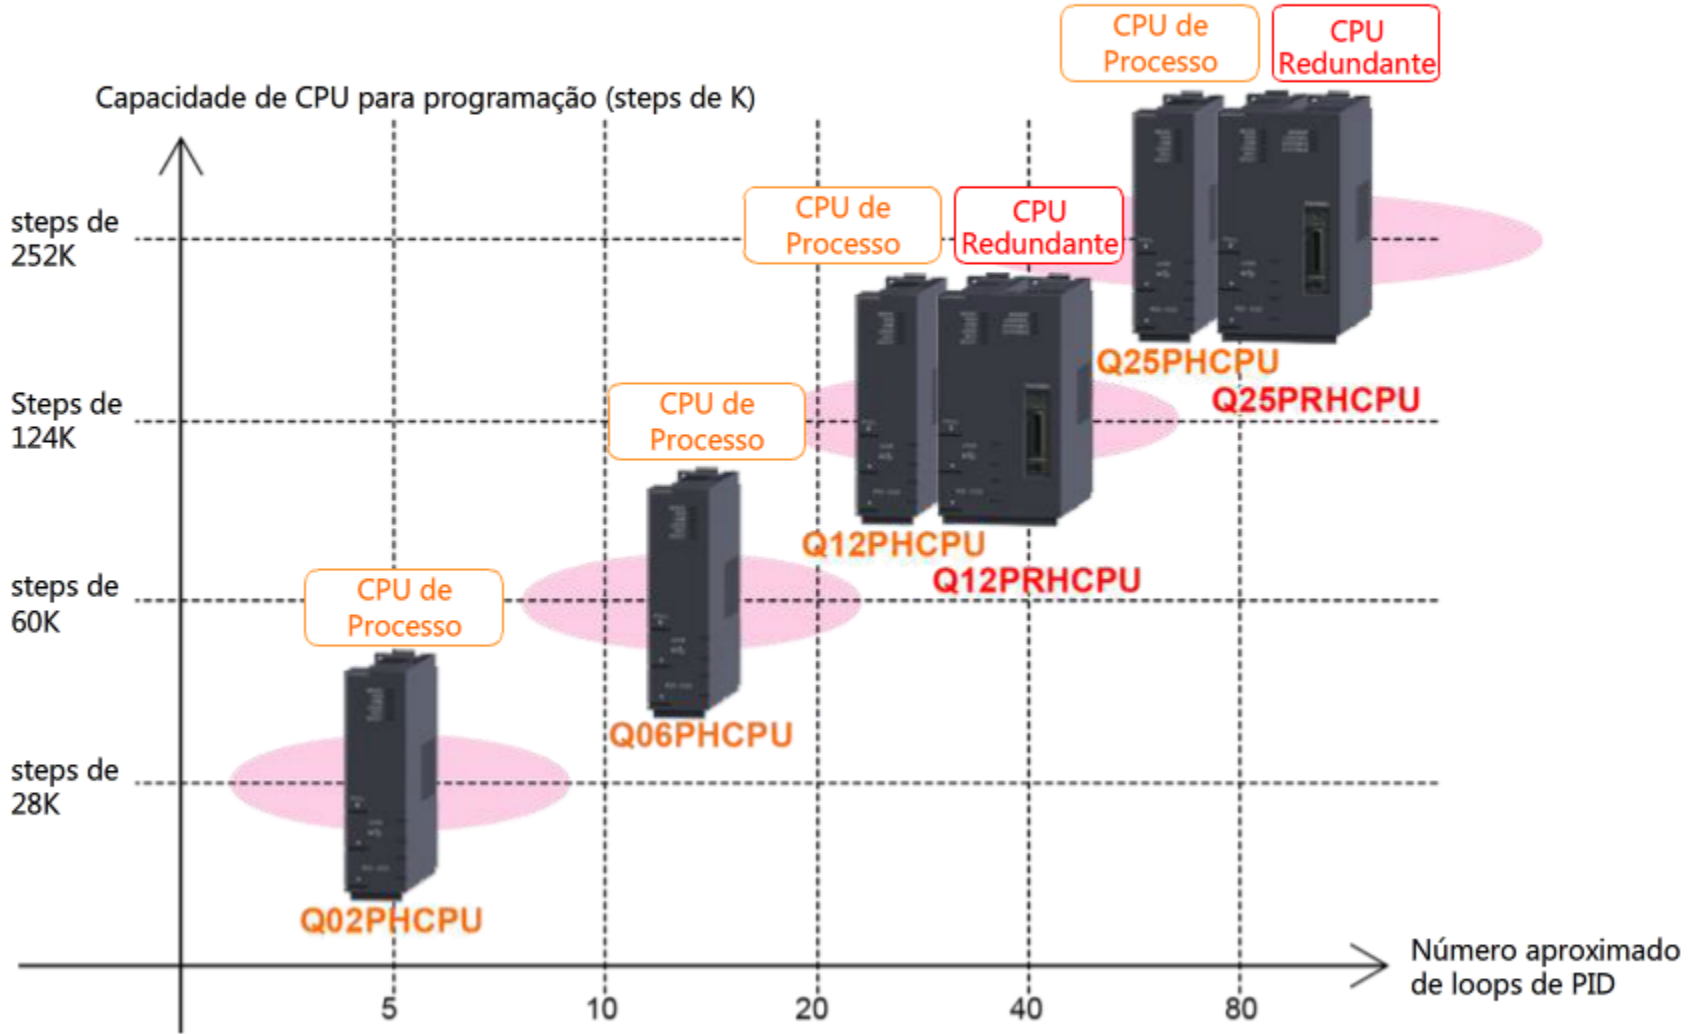 CPU de
Processo
CPU
Redundante
Capacidade de CPU para programação (steps de K)
steps de
252K
CPU de
Processo
CPU
Redundante
Q25PHCPU
Q25PRHCPU
Steps de
124K
CPU de
Processo
Q12PHCPU
Q12PRHCPU
steps de
60K
CPU de
Processo
Q06PHCPU
steps de
28K
Q02PHCPU
Número aproximado
de loops de PID
5
10
20
40
80